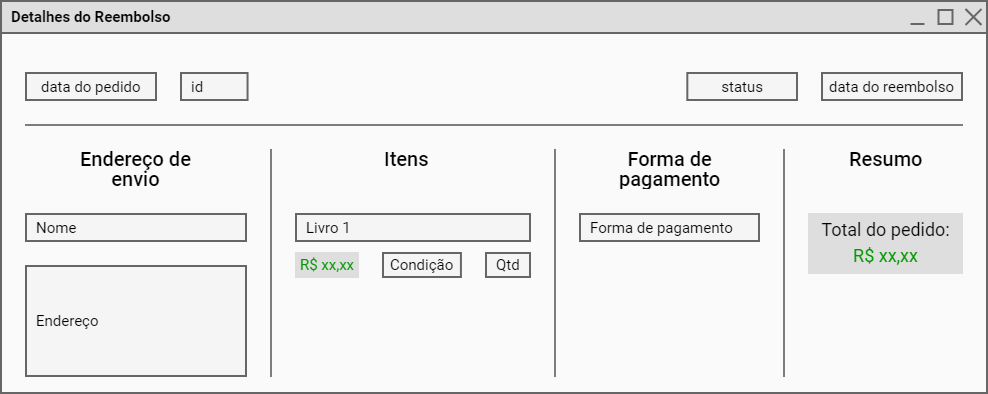 Detalhes do Reembolso
data do pedido
id
status
data do reembolso
Endereço de
envio
Nome
Endereço
Itens
Livro 1
R$ xx,xx
Condição
Qtd
Forma de
pagamento
Forma de pagamento
Resumo
Total do pedido:
R$ xx,xx